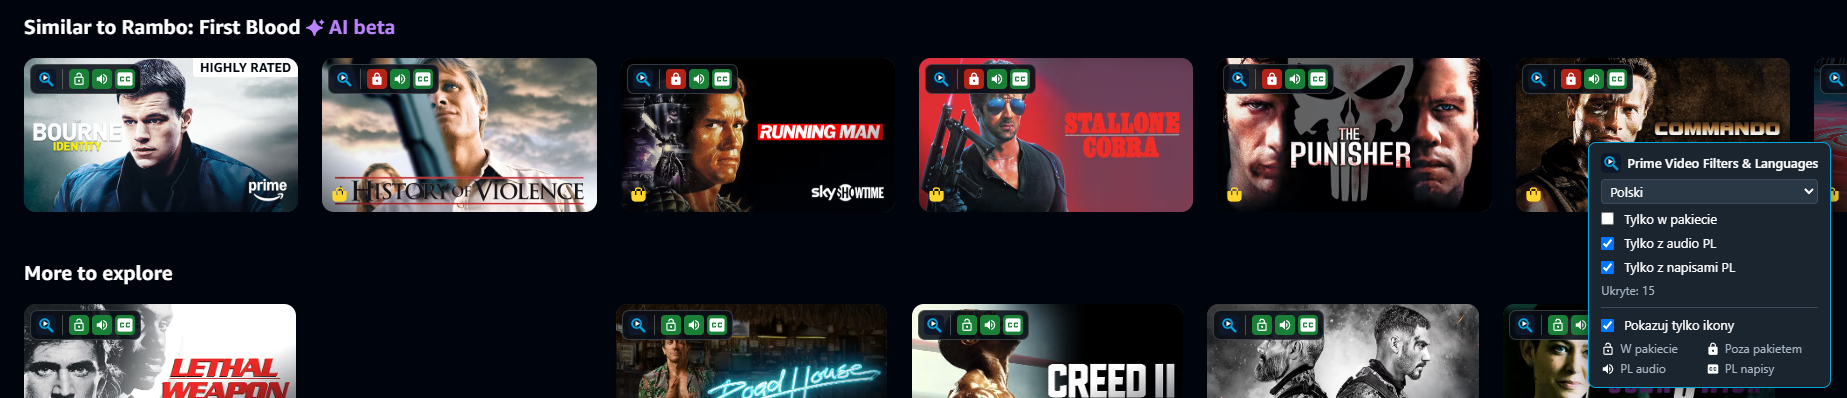 Similar to Rambo: First Blood AI beta
HIGHLY RATED
THE BOURNE
IDENTITY
prime
A HISTORY OF VIOLENCE
RUNNING MAN
sky SHOWTIME
STALLONE
COBRA
THE
PUNISHER
COMMANDO
Prime Video Filters & Languages
Polski
Tylko w pakiecie
Tylko z audio PL
Tylko z napisami PL
Ukryte: 15
Pokazuj tylko ikony
W pakiecie
Poza pakietem
PL audio
PL napisy
More to explore
LETHAL
WEAPON
Road House
CREED II